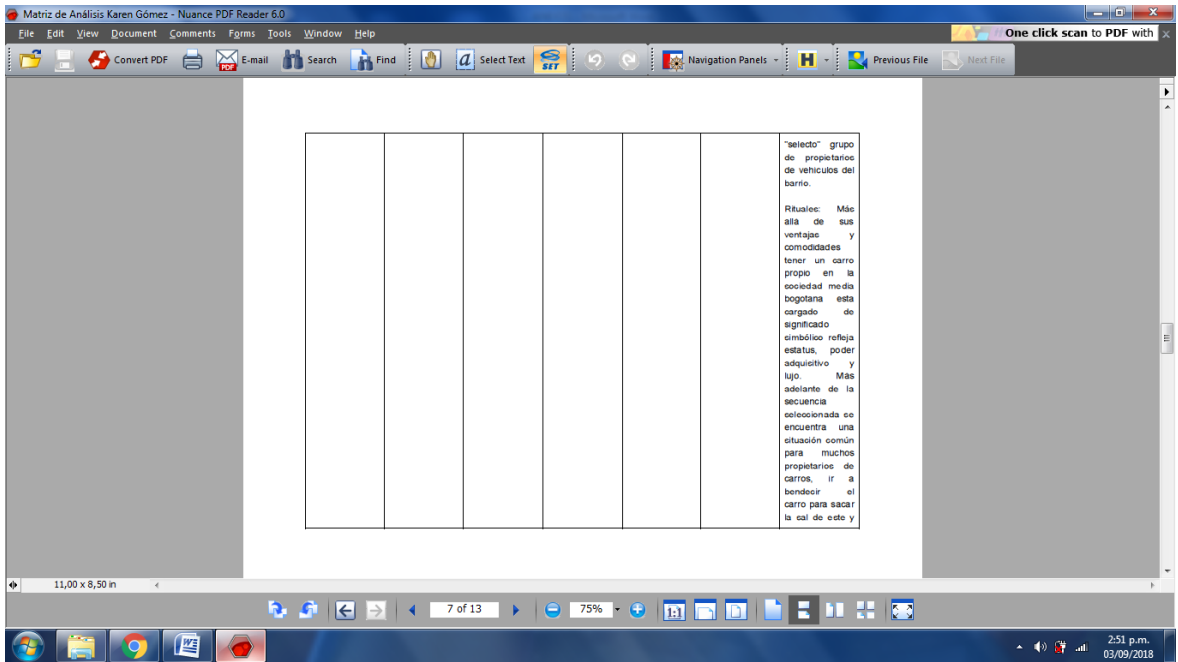 Matriz de Análisis Karen Gómez - Nuance PDF Reader 6.0
File Edit View Document Comments Forms Tools Window Help
One click scan to PDF with
Convert PDF E-mail Search Find Select Text SET Navigation Panels H Previous File Next File
"selecto" grupo
de propietarios
de vehiculos del
barrio.
Rituales: Más
alla de sus
ventajas y
comodidades
tener un carro
propio en la
sociedad media
bogotana esta
cargado de
significado
simbólico refleja
estatus, poder
adquisitivo y
lujo. Mas
adelante de la
secuencia
seleccionada se
encuentra una
situación común
para muchos
propietarios de
carros, ir a
bendecir el
carro para sacar
la sal de este y
11,00 x 8,50 in
7 of 13 75% 1:1
2:51 p.m.
03/09/2018